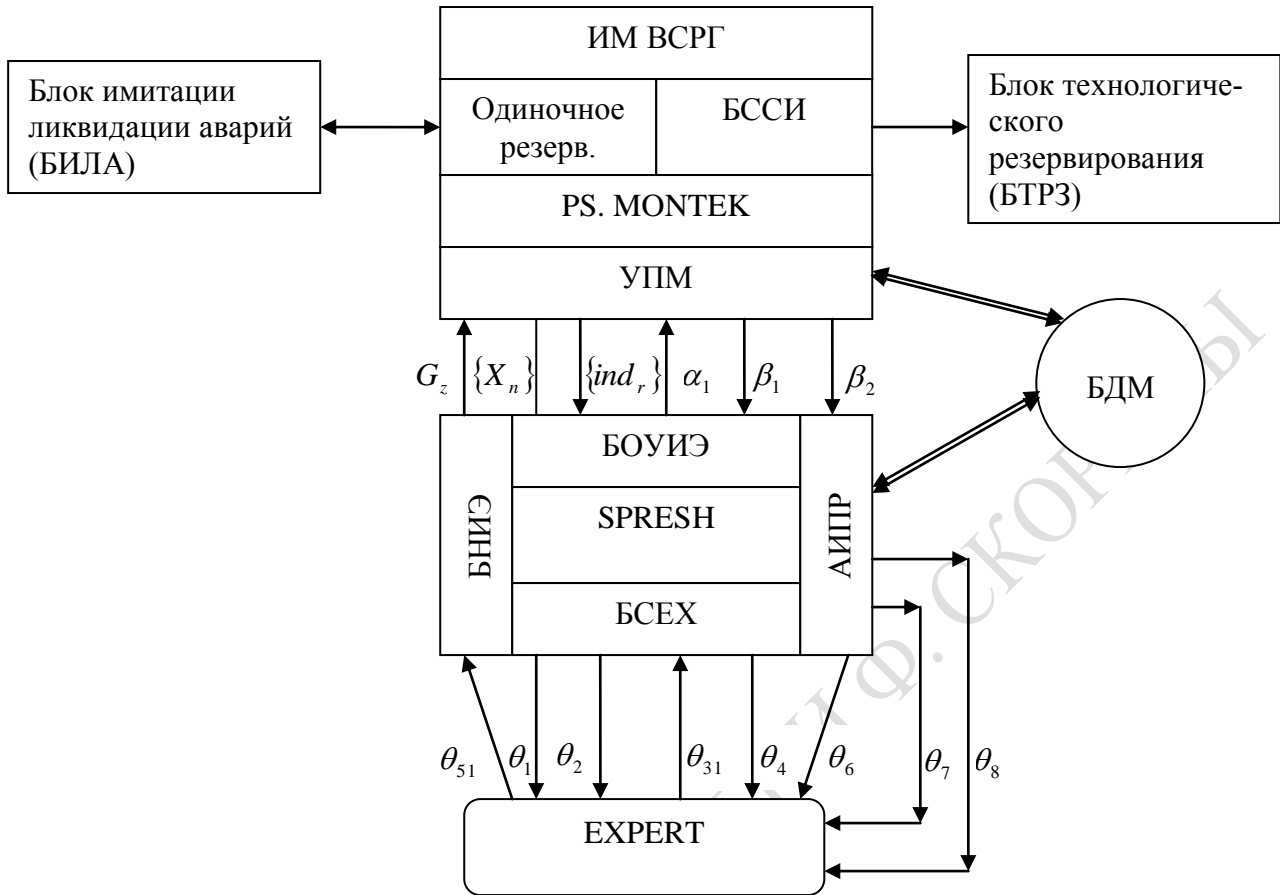 ИМ ВСРГ
Блок имитации
ликвидации аварий
(БИЛА)
Одиночное
резерв.
БССИ
Блок технологиче-
ского
резервирования
(БТРЗ)
PS. MONTEK
УПМ
G_z {X_n} {ind_r} α_1 β_1 β_2
БДМ
БНИЭ
БОУИЭ
SPRESH
БСЕХ
АИПР
θ_51 θ_1 θ_2 θ_31 θ_4 θ_6 θ_7 θ_8
EXPERT
И Ф. СКОРИНЫ